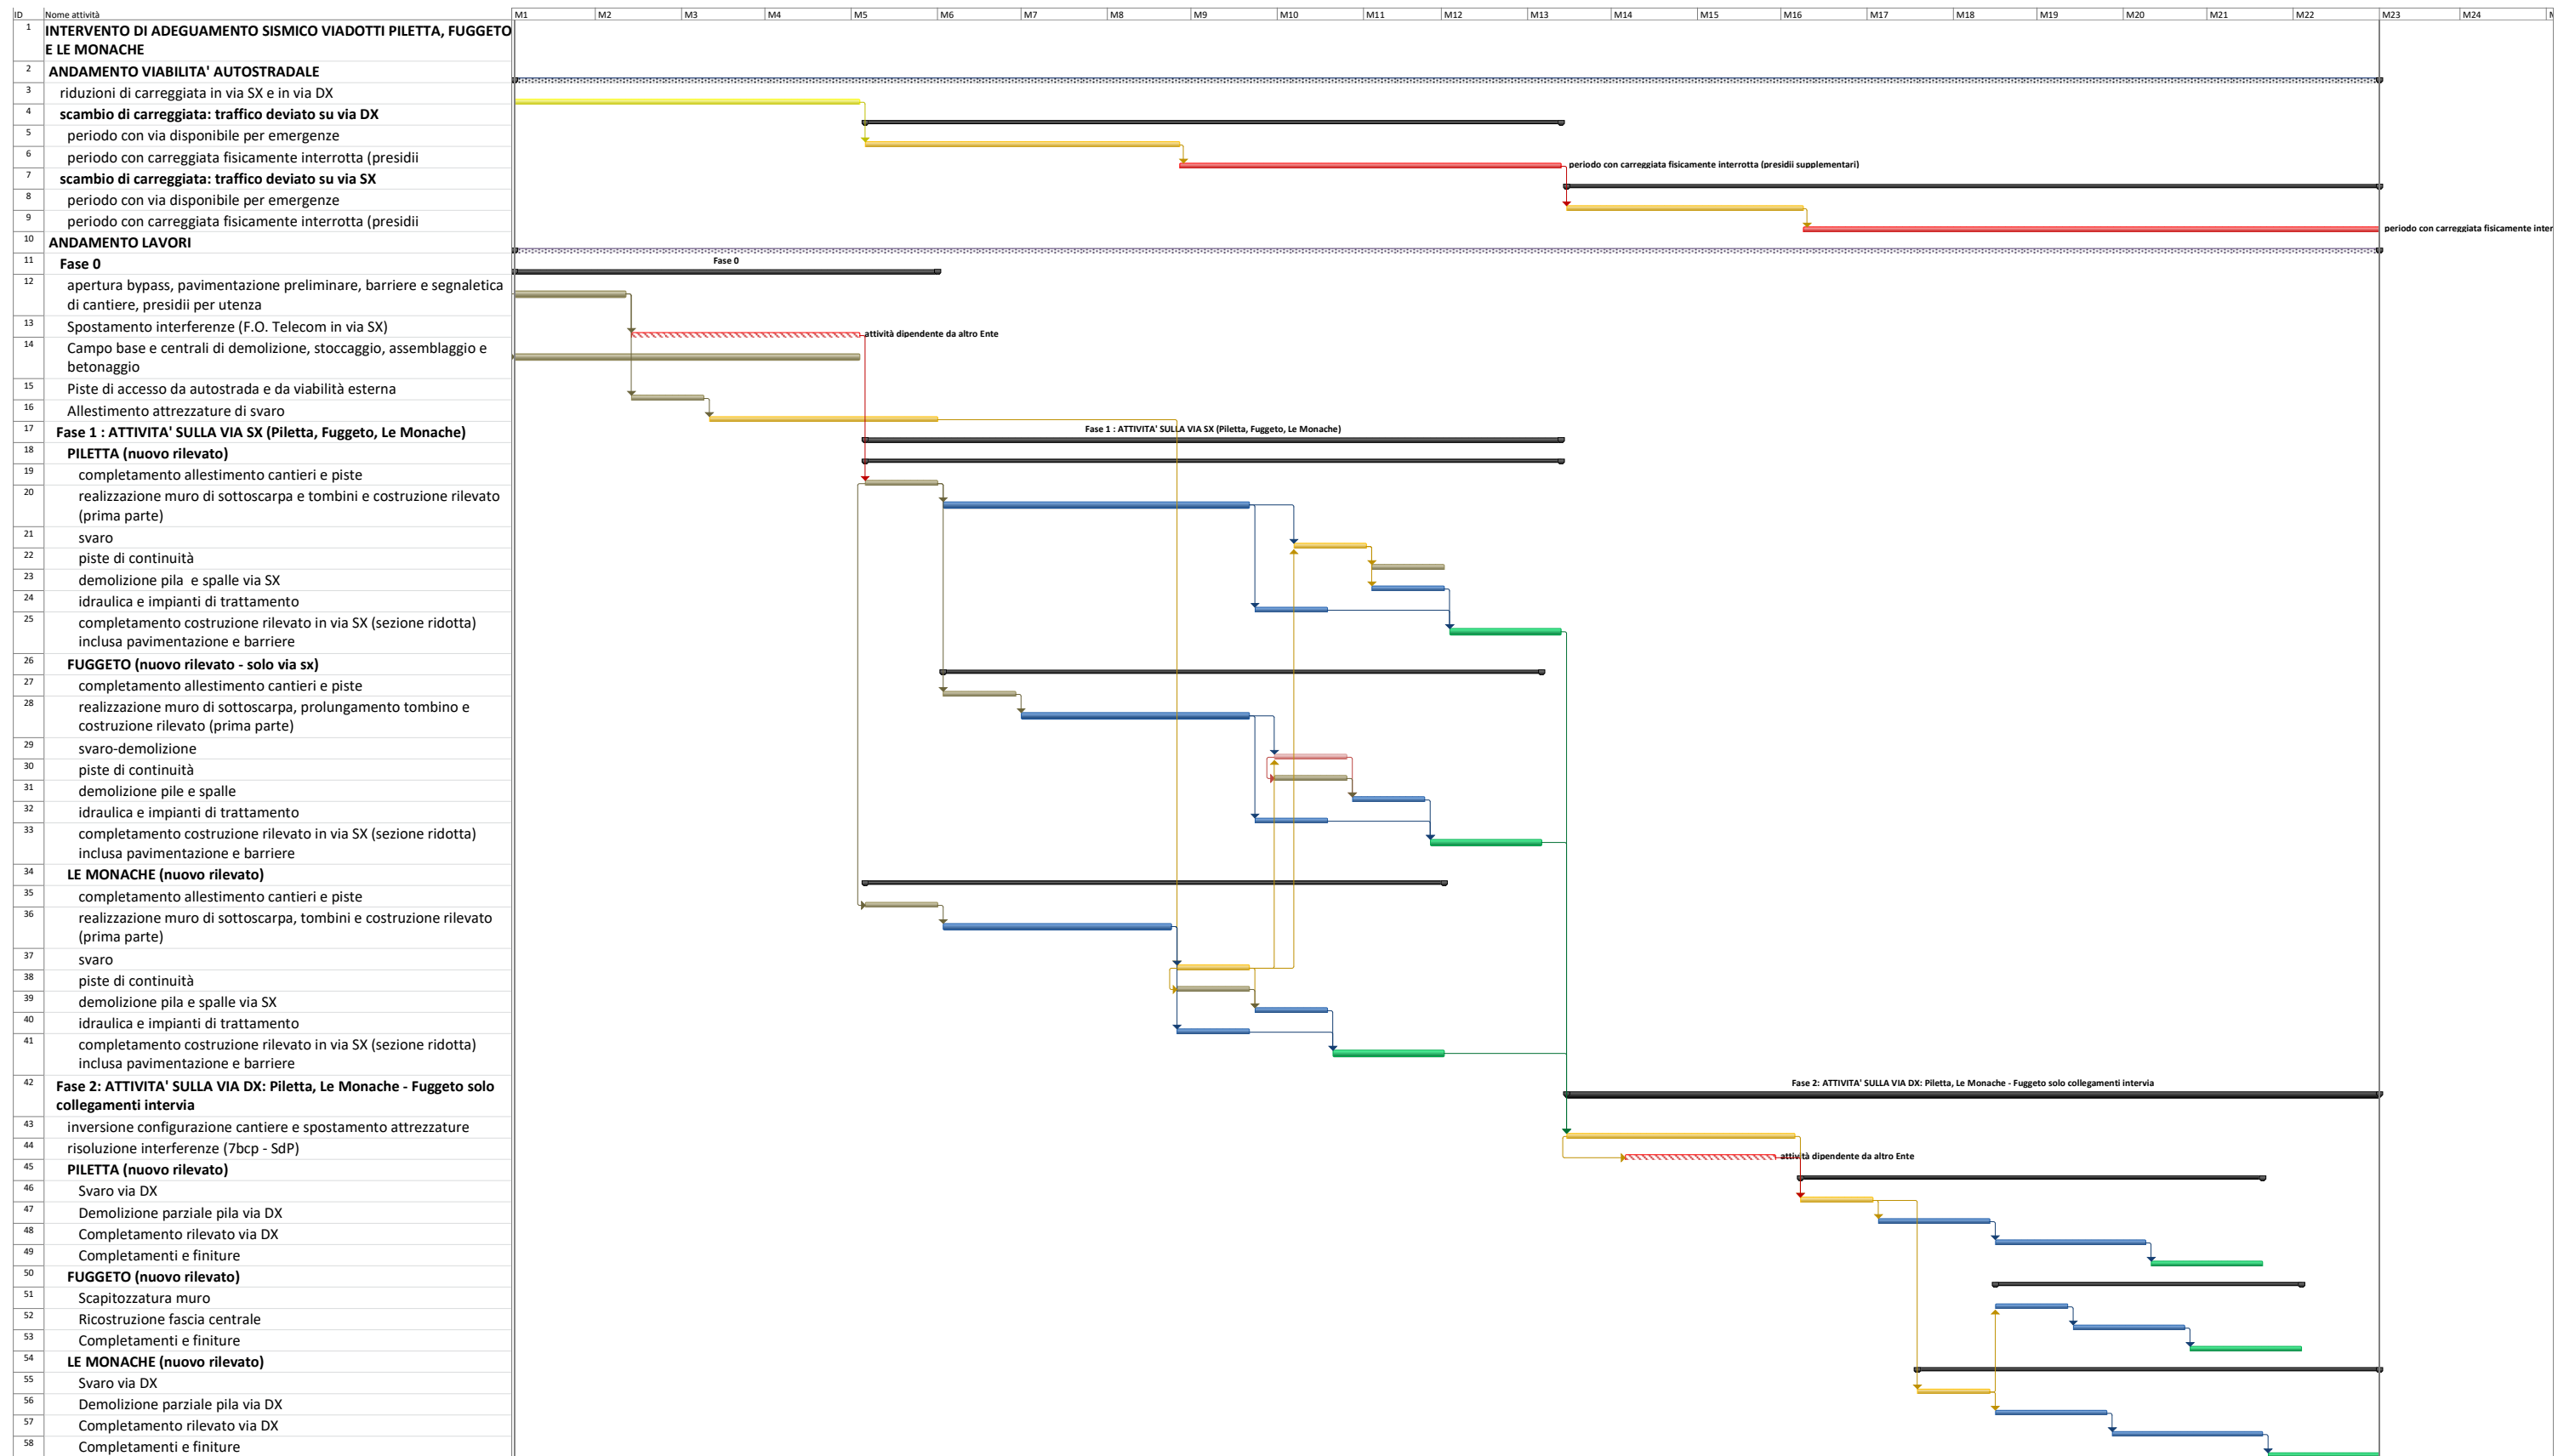 ID Nome attività M1 M2 M3 M4 M5 M6 M7 M8 M9 M10 M11 M12 M13 M14 M15 M16 M17 M18 M19 M20 M21 M22 M23 M24
1 INTERVENTO DI ADEGUAMENTO SISMICO VIADOTTI PILETTA, FUGGETO
E LE MONACHE
2 ANDAMENTO VIABILITA' AUTOSTRADALE
3 riduzioni di carreggiata in via SX e in via DX
4 scambio di carreggiata: traffico deviato su via DX
5 periodo con via disponibile per emergenze
6 periodo con carreggiata fisicamente interrotta (presidii
periodo con carreggiata fisicamente interrotta (presidii supplementari)
7 scambio di carreggiata: traffico deviato su via SX
8 periodo con via disponibile per emergenze
9 periodo con carreggiata fisicamente interrotta (presidii
periodo con carreggiata fisicamente inter
10 ANDAMENTO LAVORI
11 Fase 0
Fase 0
12 apertura bypass, pavimentazione preliminare, barriere e segnaletica
di cantiere, presidii per utenza
13 Spostamento interferenze (F.O. Telecom in via SX)
attività dipendente da altro Ente
14 Campo base e centrali di demolizione, stoccaggio, assemblaggio e
betonaggio
15 Piste di accesso da autostrada e da viabilità esterna
16 Allestimento attrezzature di svaro
17 Fase 1 : ATTIVITA' SULLA VIA SX (Piletta, Fuggeto, Le Monache)
Fase 1 : ATTIVITA' SULLA VIA SX (Piletta, Fuggeto, Le Monache)
18 PILETTA (nuovo rilevato)
19 completamento allestimento cantieri e piste
20 realizzazione muro di sottoscarpa e tombini e costruzione rilevato
(prima parte)
21 svaro
22 piste di continuità
23 demolizione pila e spalle via SX
24 idraulica e impianti di trattamento
25 completamento costruzione rilevato in via SX (sezione ridotta)
inclusa pavimentazione e barriere
26 FUGGETO (nuovo rilevato - solo via sx)
27 completamento allestimento cantieri e piste
28 realizzazione muro di sottoscarpa, prolungamento tombino e
costruzione rilevato (prima parte)
29 svaro-demolizione
30 piste di continuità
31 demolizione pile e spalle
32 idraulica e impianti di trattamento
33 completamento costruzione rilevato in via SX (sezione ridotta)
inclusa pavimentazione e barriere
34 LE MONACHE (nuovo rilevato)
35 completamento allestimento cantieri e piste
36 realizzazione muro di sottoscarpa, tombini e costruzione rilevato
(prima parte)
37 svaro
38 piste di continuità
39 demolizione pila e spalle via SX
40 idraulica e impianti di trattamento
41 completamento costruzione rilevato in via SX (sezione ridotta)
inclusa pavimentazione e barriere
42 Fase 2: ATTIVITA' SULLA VIA DX: Piletta, Le Monache - Fuggeto solo
collegamenti intervia
Fase 2: ATTIVITA' SULLA VIA DX: Piletta, Le Monache - Fuggeto solo collegamenti intervia
43 inversione configurazione cantiere e spostamento attrezzature
44 risoluzione interferenze (7bcp - SdP)
attività dipendente da altro Ente
45 PILETTA (nuovo rilevato)
46 Svaro via DX
47 Demolizione parziale pila via DX
48 Completamento rilevato via DX
49 Completamenti e finiture
50 FUGGETO (nuovo rilevato)
51 Scapitozzatura muro
52 Ricostruzione fascia centrale
53 Completamenti e finiture
54 LE MONACHE (nuovo rilevato)
55 Svaro via DX
56 Demolizione parziale pila via DX
57 Completamento rilevato via DX
58 Completamenti e finiture